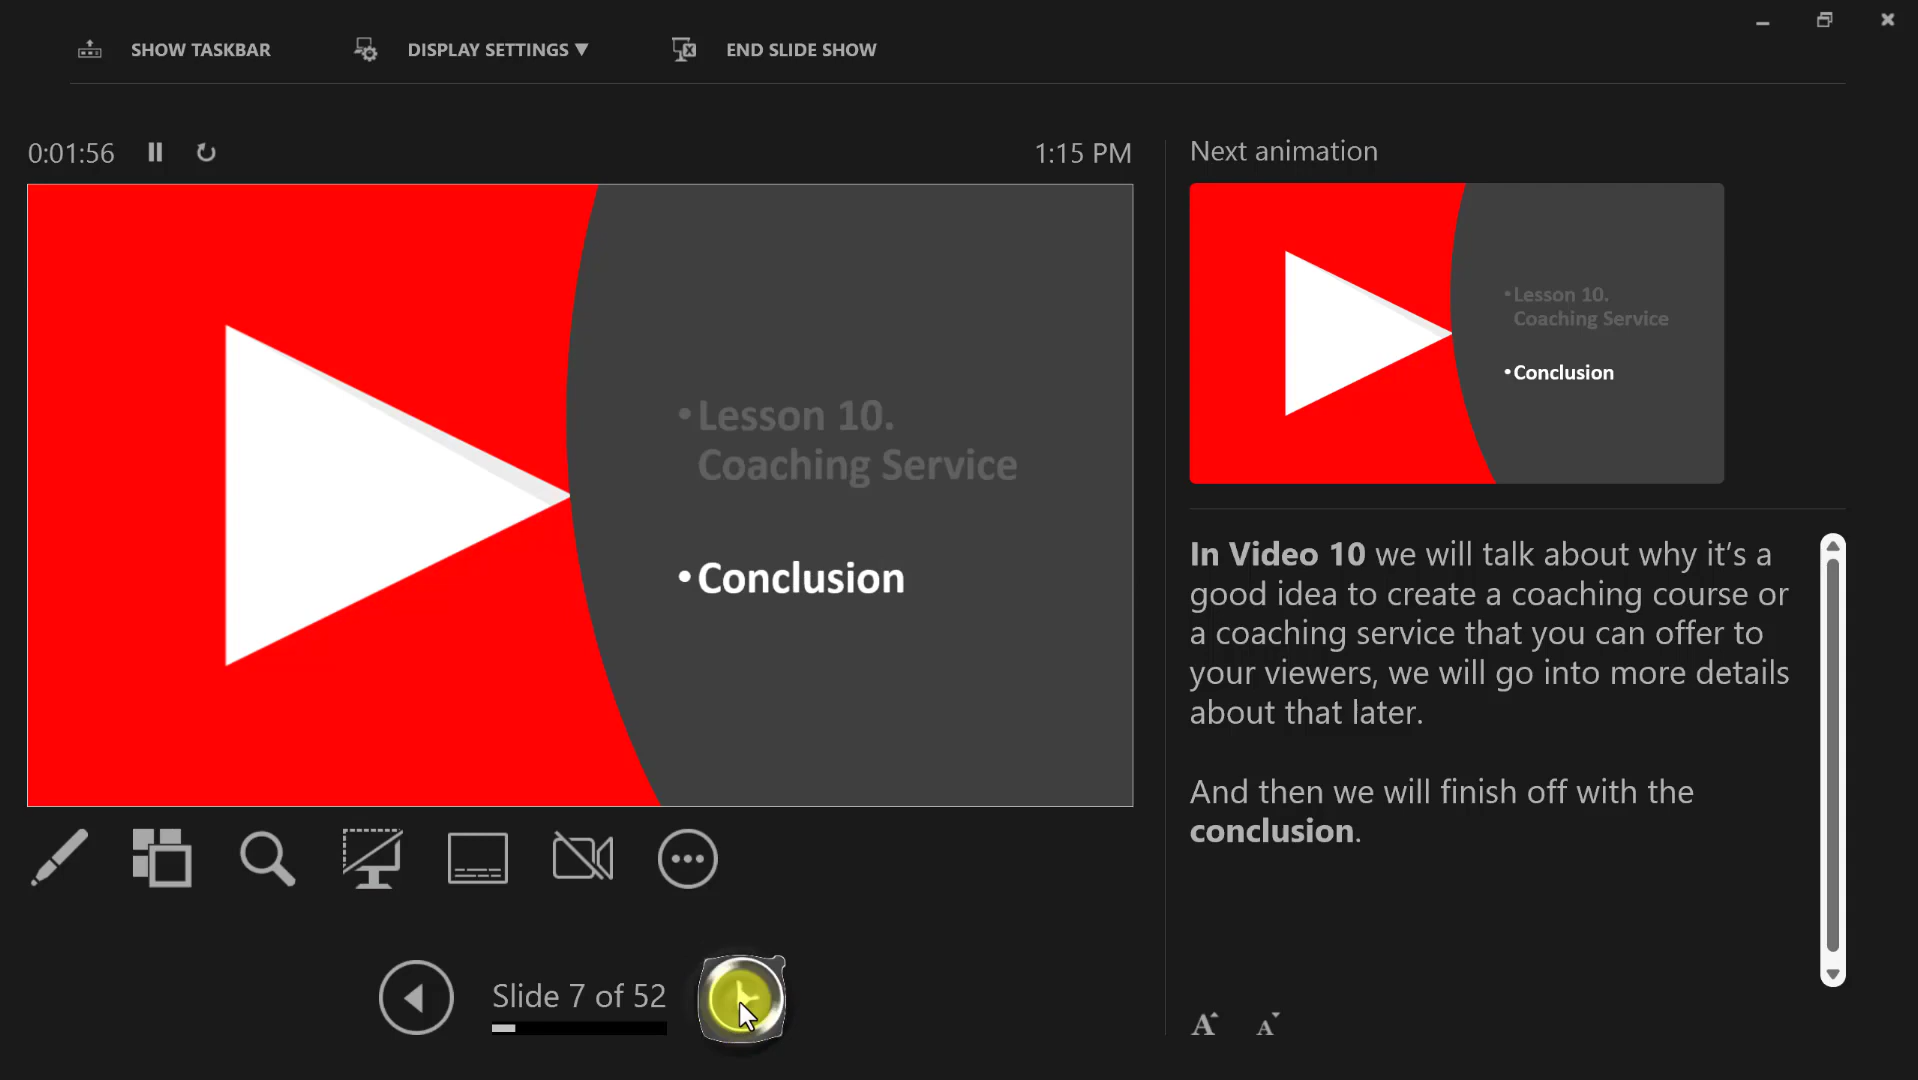 SHOW TASKBAR
DISPLAY SETTINGS ▼
END SLIDE SHOW
0:01:56
1:15 PM
• Lesson 10.
Coaching Service
• Conclusion
Slide 7 of 52
Next animation
• Lesson 10.
Coaching Service
• Conclusion
In Video 10 we will talk about why it‘s a
good idea to create a coaching course or
a coaching service that you can offer to
your viewers, we will go into more details
about that later.
And then we will finish off with the
conclusion.
A
A